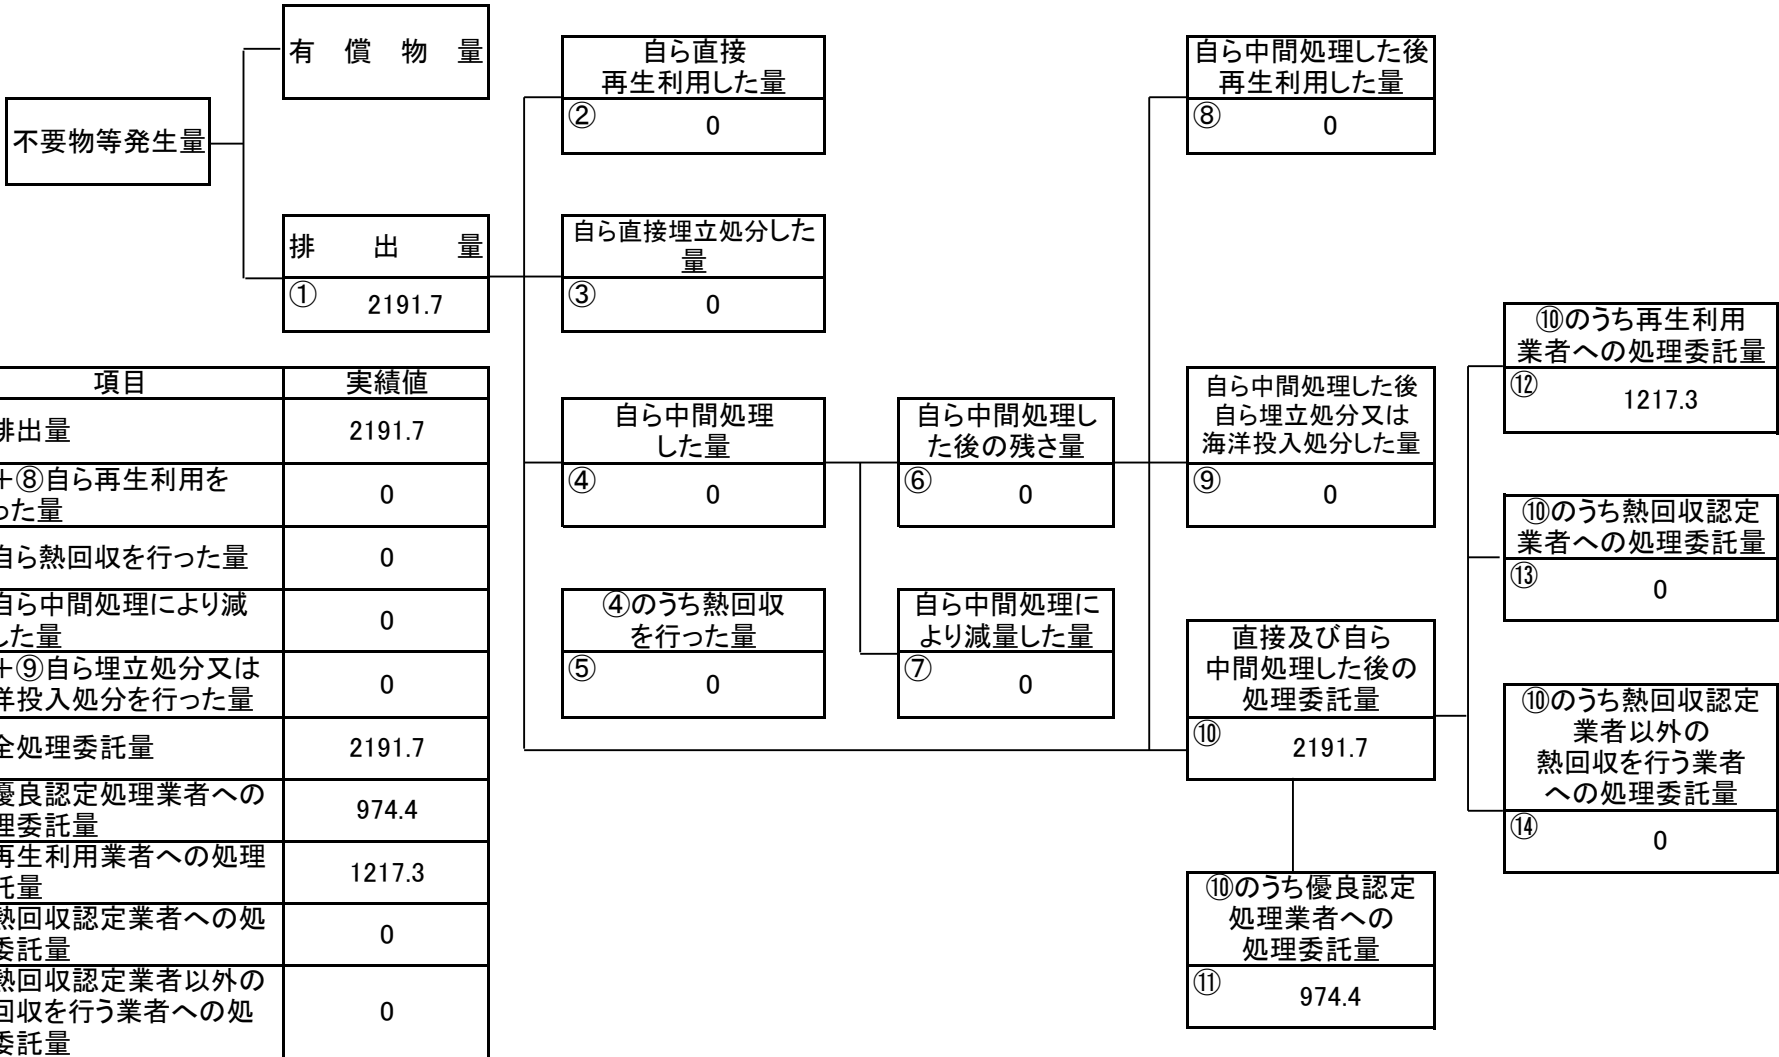 有 償 物 量
不要物等発生量
排 出 量
① 2191.7
自ら直接
再生利用した量
② 0
自ら直接埋立処分した
量
③ 0
自ら中間処理
した量
④ 0
④のうち熱回収
を行った量
⑤ 0
自ら中間処理し
た後の残さ量
⑥ 0
自ら中間処理に
より減量した量
⑦ 0
自ら中間処理した後
再生利用した量
⑧ 0
自ら中間処理した後
自ら埋立処分又は
海洋投入処分した量
⑨ 0
直接及び自ら
中間処理した後の
処理委託量
⑩ 2191.7
⑩のうち優良認定
処理業者への
処理委託量
⑪ 974.4
⑩のうち再生利用
業者への処理委託量
⑫ 1217.3
⑩のうち熱回収認定
業者への処理委託量
⑬ 0
⑩のうち熱回収認定
業者以外の
熱回収を行う業者
への処理委託量
⑭ 0
項目 実績値
排出量 2191.7
+⑧自ら再生利用を
った量 0
自ら熱回収を行った量 0
自ら中間処理により減
した量 0
+⑨自ら埋立処分又は
洋投入処分を行った量 0
全処理委託量 2191.7
優良認定処理業者への
理委託量 974.4
再生利用業者への処理
託量 1217.3
熱回収認定業者への処
委託量 0
熱回収認定業者以外の
回収を行う業者への処
委託量 0